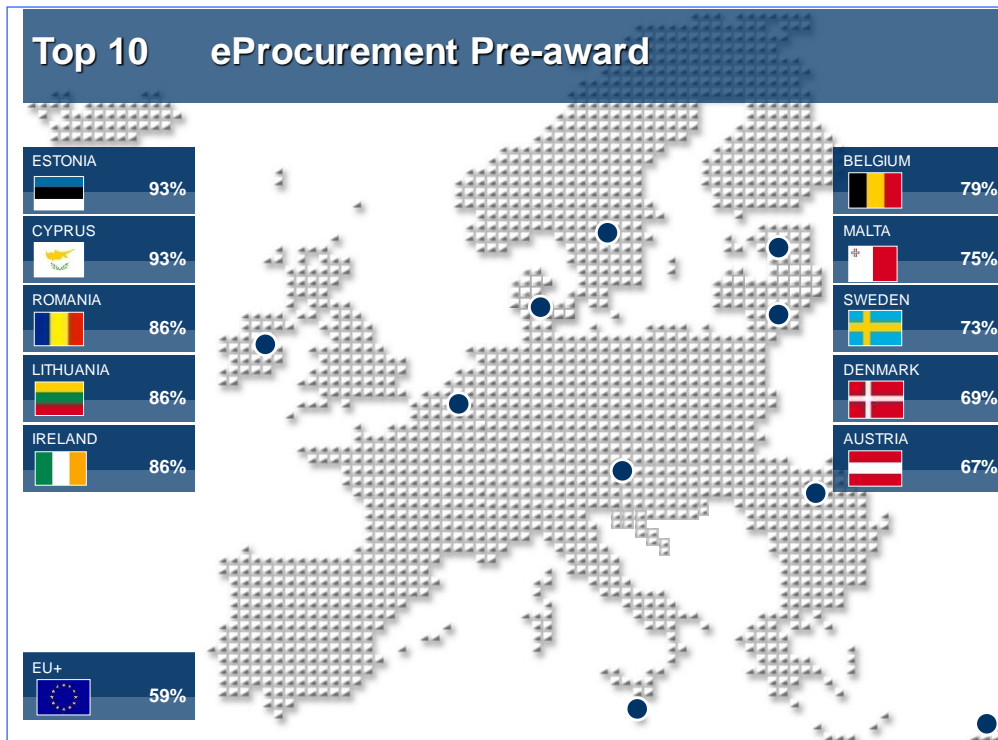 Top 10 eProcurement Pre-award
ESTONIA
93%
CYPRUS
93%
ROMANIA
86%
LITHUANIA
86%
IRELAND
86%
BELGIUM
79%
MALTA
75%
SWEDEN
73%
DENMARK
69%
AUSTRIA
67%
EU+
59%